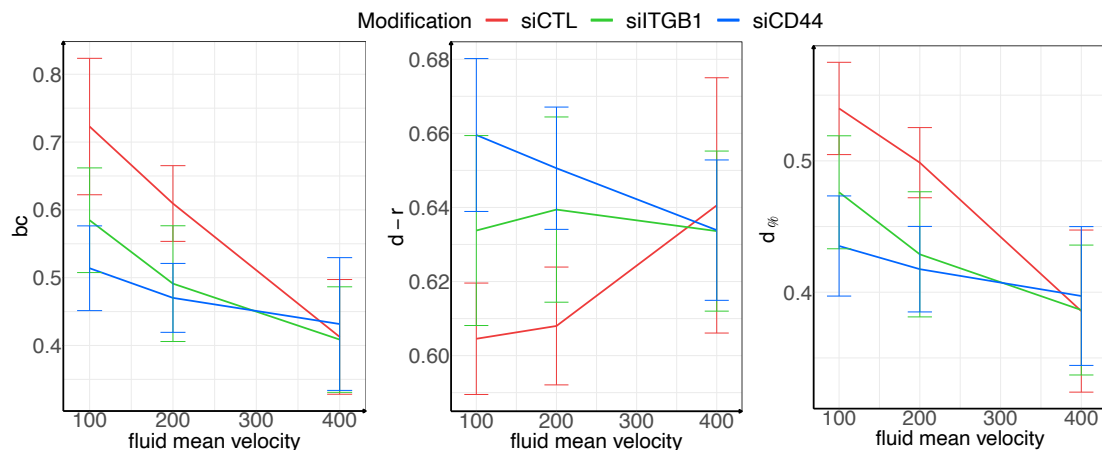 Modification siCTL siITGB1 siCD44
bc
0.8
0.7
0.6
0.5
0.4
100 200 300 400
fluid mean velocity
d − r
0.68
0.66
0.64
0.62
0.60
100 200 300 400
fluid mean velocity
d %
0.5
0.4
100 200 300 400
fluid mean velocity